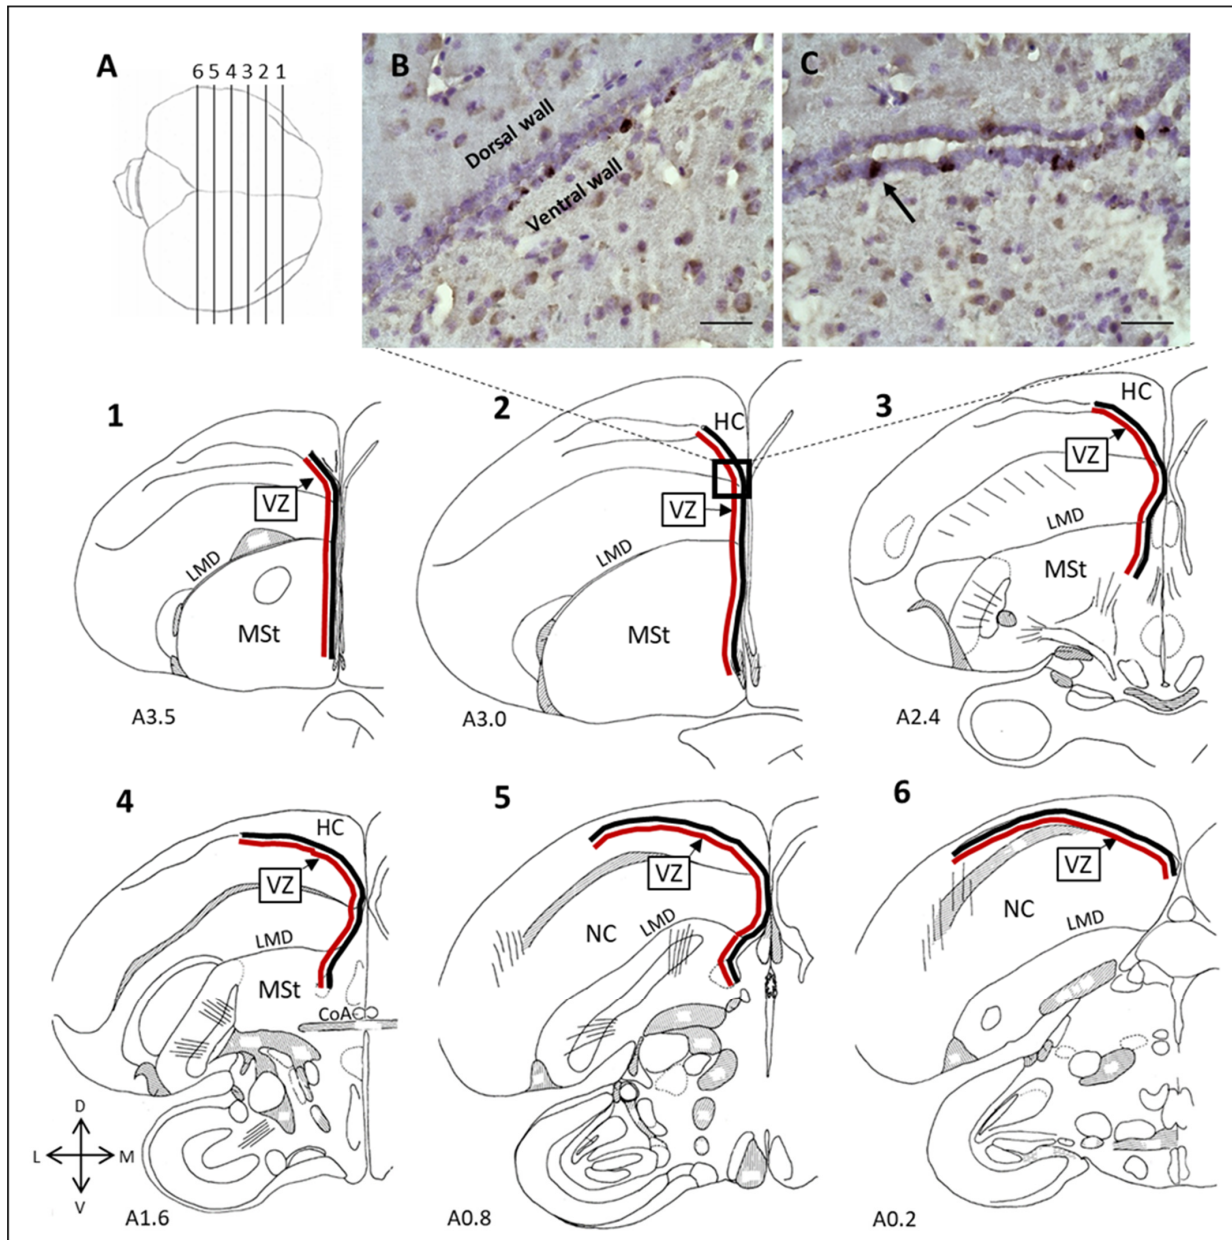 A
6 5 4 3 2 1
B
Dorsal wall
Ventral wall
C
1
VZ
LMD
MSt
A3.5
2
HC
VZ
LMD
MSt
A3.0
3
HC
VZ
LMD
MSt
A2.4
4
HC
VZ
LMD
MSt
CoA
D
L M
V
A1.6
5
VZ
NC
LMD
A0.8
6
VZ
NC
LMD
A0.2